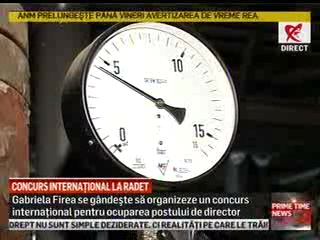 ANM PRELUNGEȘTE PÂNĂ VINERI AVERTIZAREA DE VREME REA.
DIRECT
5
10
15
CONCURS INTERNAȚIONAL LA RADET
Gabriela Firea se gândește să organizeze un concurs
internațional pentru ocuparea postului de director
PRIME TIME
NEWS
DREPT NU SUNT SIMPLE DEZIDERATE, CI REALITĂȚI PE CARE LE TRĂI